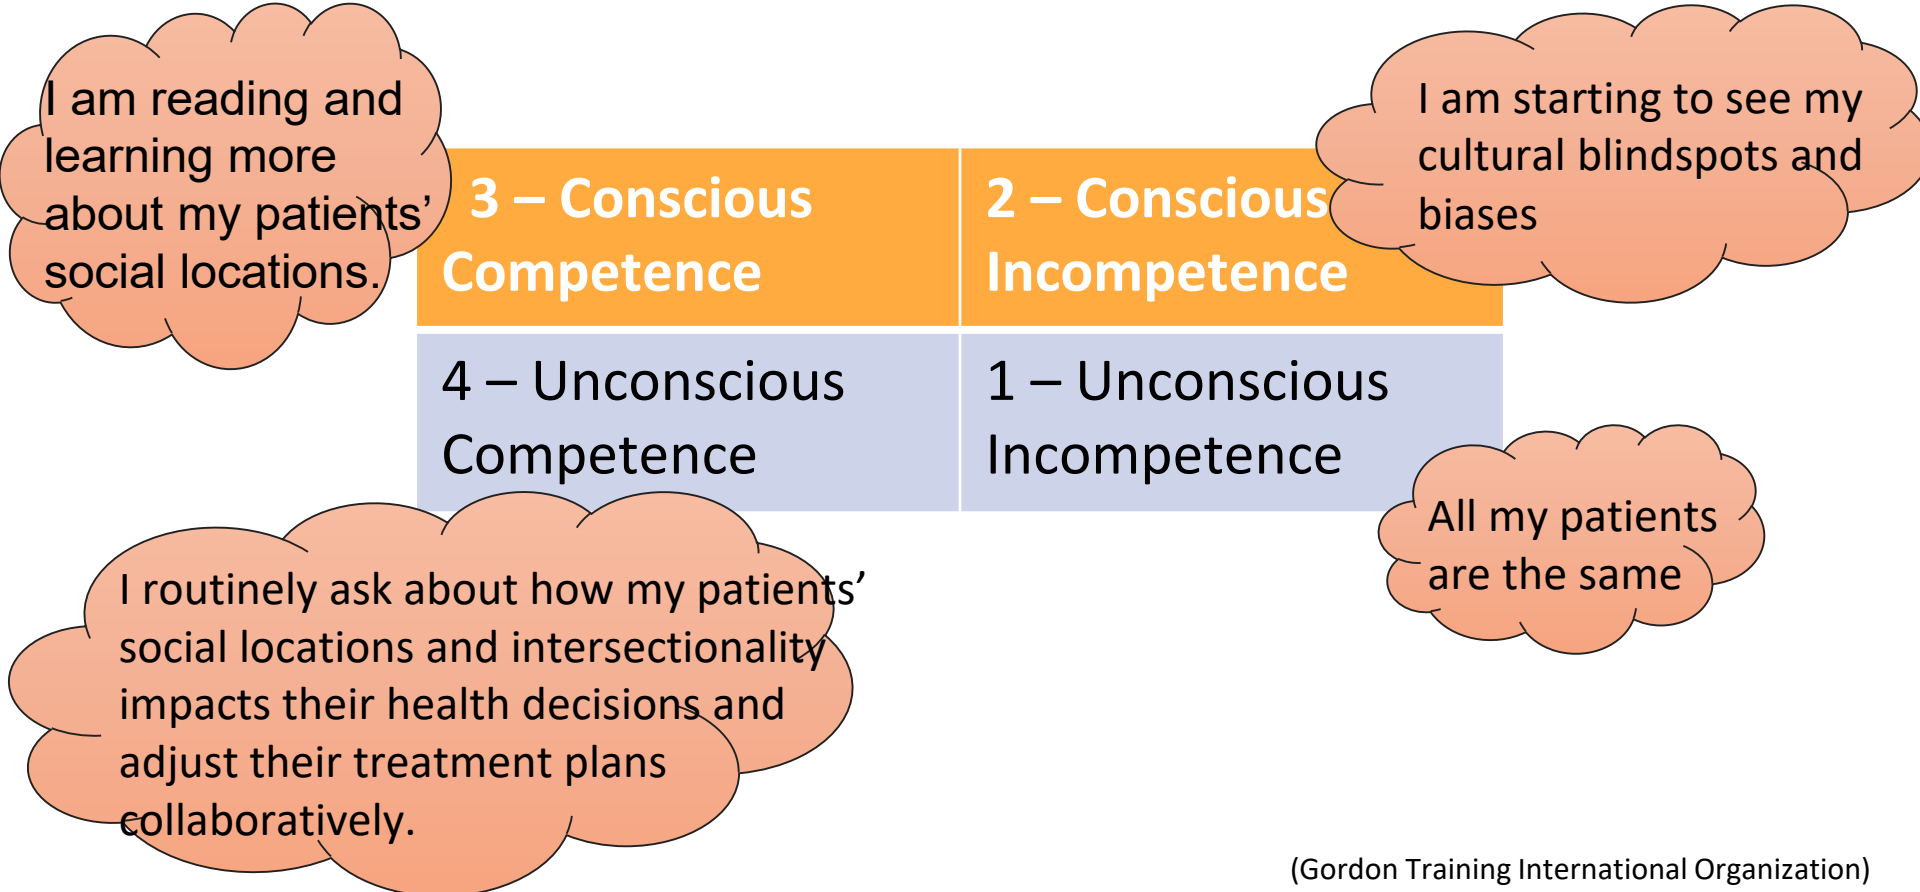 I am reading and
learning more
about my patients’
social locations.
3 – Conscious
Competence
2 – Conscious
Incompetence
I am starting to see my
cultural blindspots and
biases
4 – Unconscious
Competence
1 – Unconscious
Incompetence
All my patients
are the same
I routinely ask about how my patients’
social locations and intersectionality
impacts their health decisions and
adjust their treatment plans
collaboratively.
(Gordon Training International Organization)